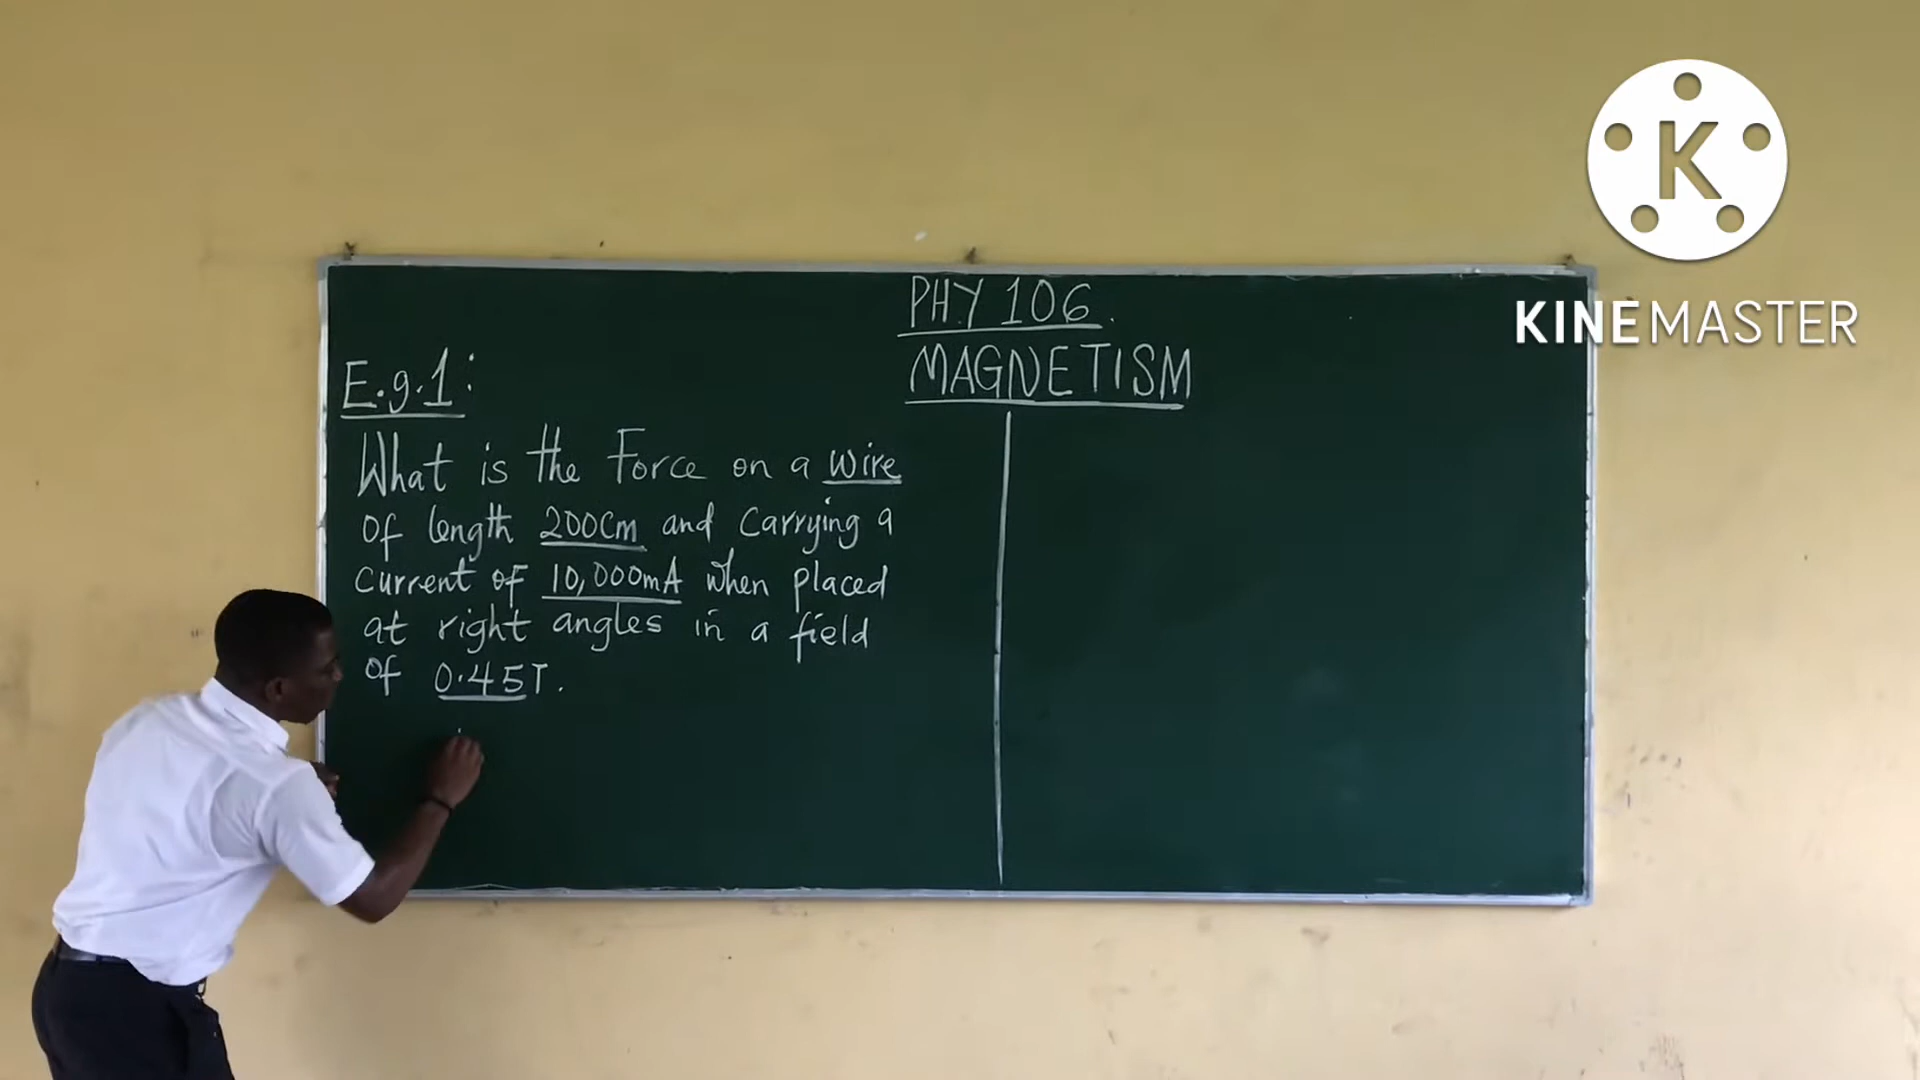 PHY 106.
MAGNETISM
E.g.1:
What is the Force on a wire
of length 200cm and carrying a
current of 10,000mA when placed
at right angles in a field
of 0.45T.
K
KINEMASTER